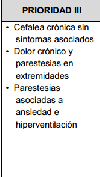 PRIORIDAD III
• Cefalea crónica sin
síntomas asociados
• Dolor crónico y
parestesias en
extremidades
• Parestesias
asociadas a
ansiedad e
hiperventilación